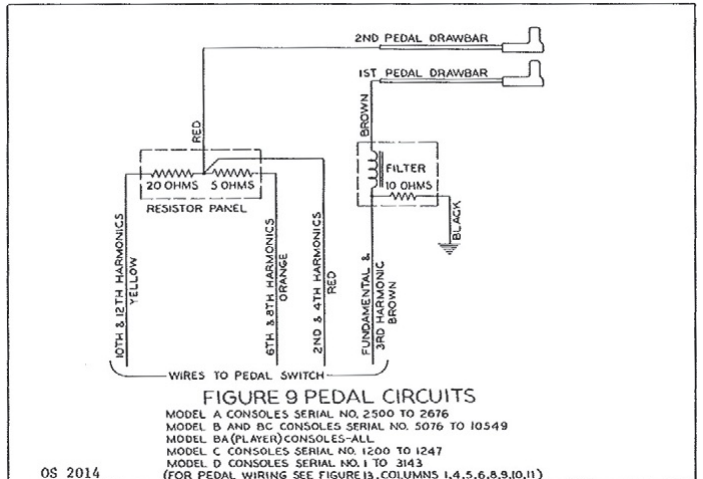 2ND PEDAL DRAWBAR
1ST PEDAL DRAWBAR
RED
BROWN
20 OHMS
5 OHMS
RESISTOR PANEL
FILTER
10 OHMS
BLACK
10TH & 12TH HARMONICS
YELLOW
6TH & 8TH HARMONICS
ORANGE
2ND & 4TH HARMONICS
RED
FUNDAMENTAL &
3RD HARMONIC
BROWN
WIRES TO PEDAL SWITCH
FIGURE 9 PEDAL CIRCUITS
MODEL A CONSOLES SERIAL NO. 2500 TO 2676
MODEL B AND BC CONSOLES SERIAL NO. 5076 TO 10549
MODEL BA (PLAYER) CONSOLES-ALL
MODEL C CONSOLES SERIAL NO. 1200 TO 1247
MODEL D CONSOLES SERIAL NO. 1 TO 3143
(FOR PEDAL WIRING SEE FIGURE 13, COLUMNS 1,4,5,6,8,9,10,11)
OS 2014